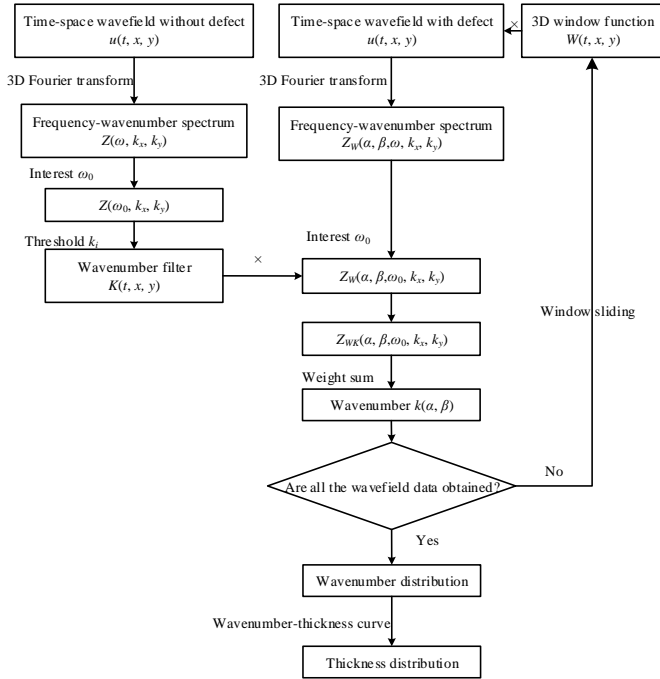 Time-space wavefield without defect
u(t, x, y)
Time-space wavefield with defect
u(t, x, y)
×
3D window function
W(t, x, y)
3D Fourier transform
3D Fourier transform
Frequency-wavenumber spectrum
Z(ω, kx, ky)
Frequency-wavenumber spectrum
ZW(α, β,ω, kx, ky)
Interest ω0
Z(ω0, kx, ky)
Threshold ki
Interest ω0
Wavenumber filter
K(t, x, y)
×
ZW(α, β,ω0, kx, ky)
Window sliding
ZWK(α, β,ω0, kx, ky)
Weight sum
Wavenumber k(α, β)
Are all the wavefield data obtained?
No
Yes
Wavenumber distribution
Wavenumber-thickness curve
Thickness distribution